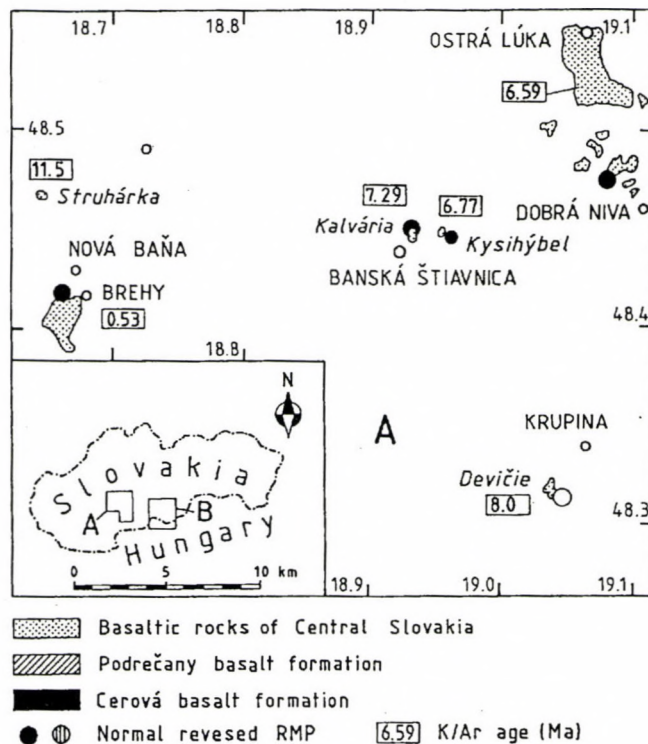 18.7 18.8 18.9 19.1
OSTRÁ LÚKA
6.59
48.5
11.5
Struhárka
7.29
6.77
Kalvária
Kysihýbel
DOBRÁ NIVA
NOVÁ BAŇA
BANSKÁ ŠTIAVNICA
BREHY
0.53
48.4
18.8
N
A
KRUPINA
Slovakia
Devičie
8.0
A B
48.3
Hungary
0 5 10 km
18.9 19.0 19.1
Basaltic rocks of Central Slovakia
Podrečany basalt formation
Cerová basalt formation
Normal revesed RMP 6.59 K/Ar age (Ma)